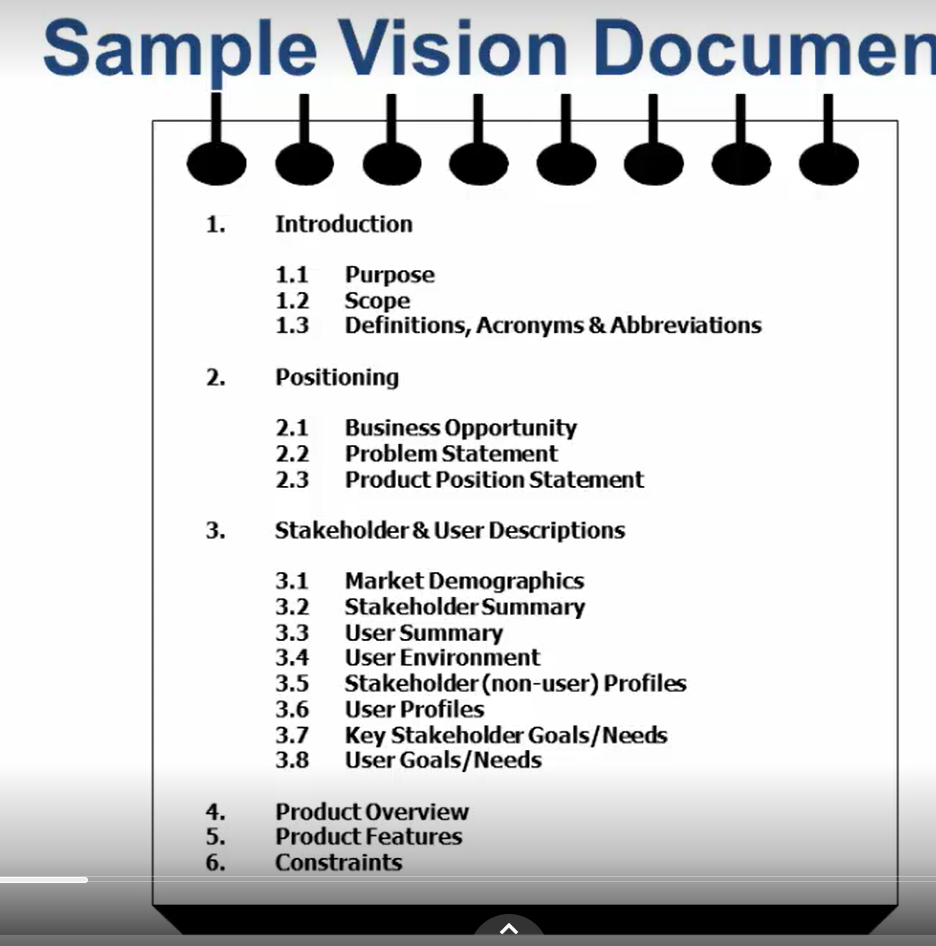 Sample Vision Documen
1. Introduction
1.1 Purpose
1.2 Scope
1.3 Definitions, Acronyms & Abbreviations
2. Positioning
2.1 Business Opportunity
2.2 Problem Statement
2.3 Product Position Statement
3. Stakeholder & User Descriptions
3.1 Market Demographics
3.2 Stakeholder Summary
3.3 User Summary
3.4 User Environment
3.5 Stakeholder (non-user) Profiles
3.6 User Profiles
3.7 Key Stakeholder Goals/Needs
3.8 User Goals/Needs
4. Product Overview
5. Product Features
6. Constraints